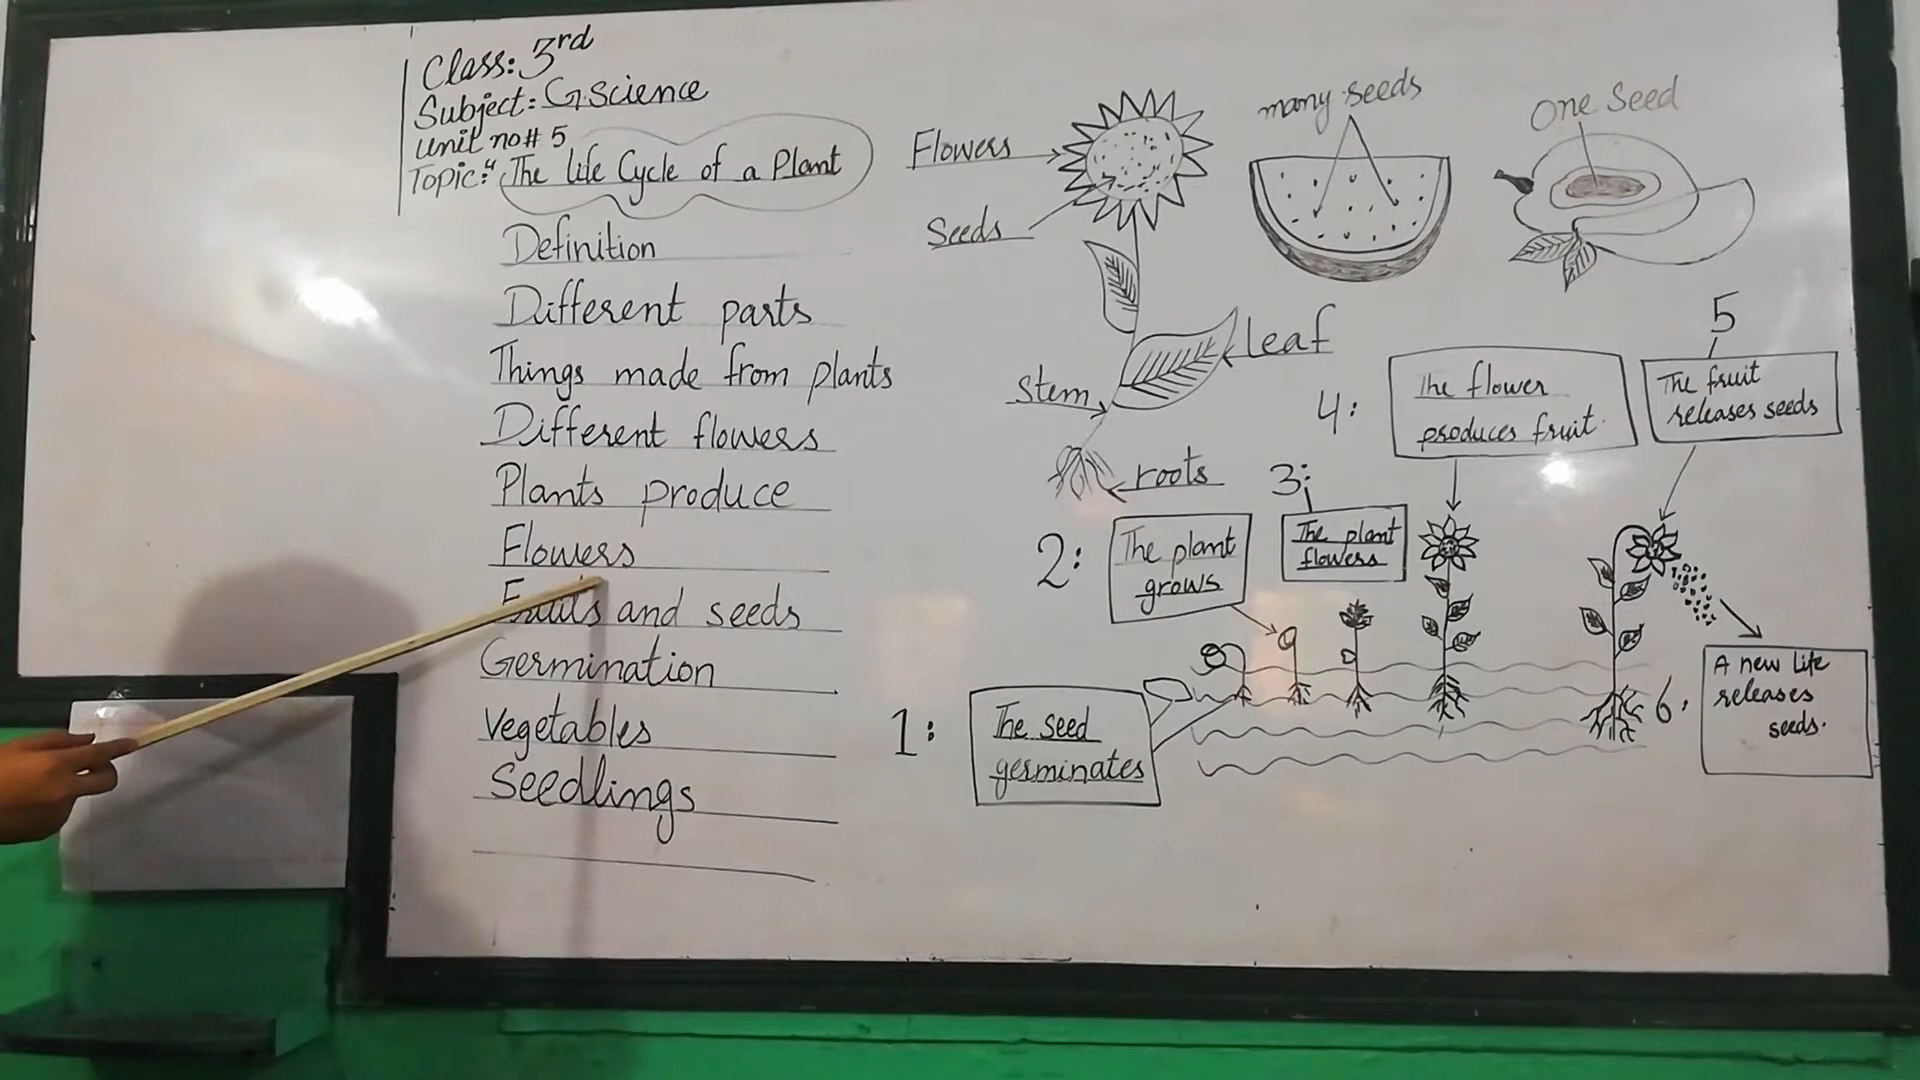 Class: 3rd
Subject: G.Science
Unit no# 5
Topic:" The life Cycle of a Plant
Definition
Different parts
Things made from plants
Different flowers
Plants produce
Flowers
Fruits and seeds
Germination
Vegetables
Seedlings
Flowers
Seeds
leaf
Stem
roots
many seeds
One Seed
1:
The seed
germinates
2:
The plant
grows
3:
The plant
flowers
4:
The flower
produces fruit.
5
The fruit
releases seeds
6.
A new life
releases
seeds.